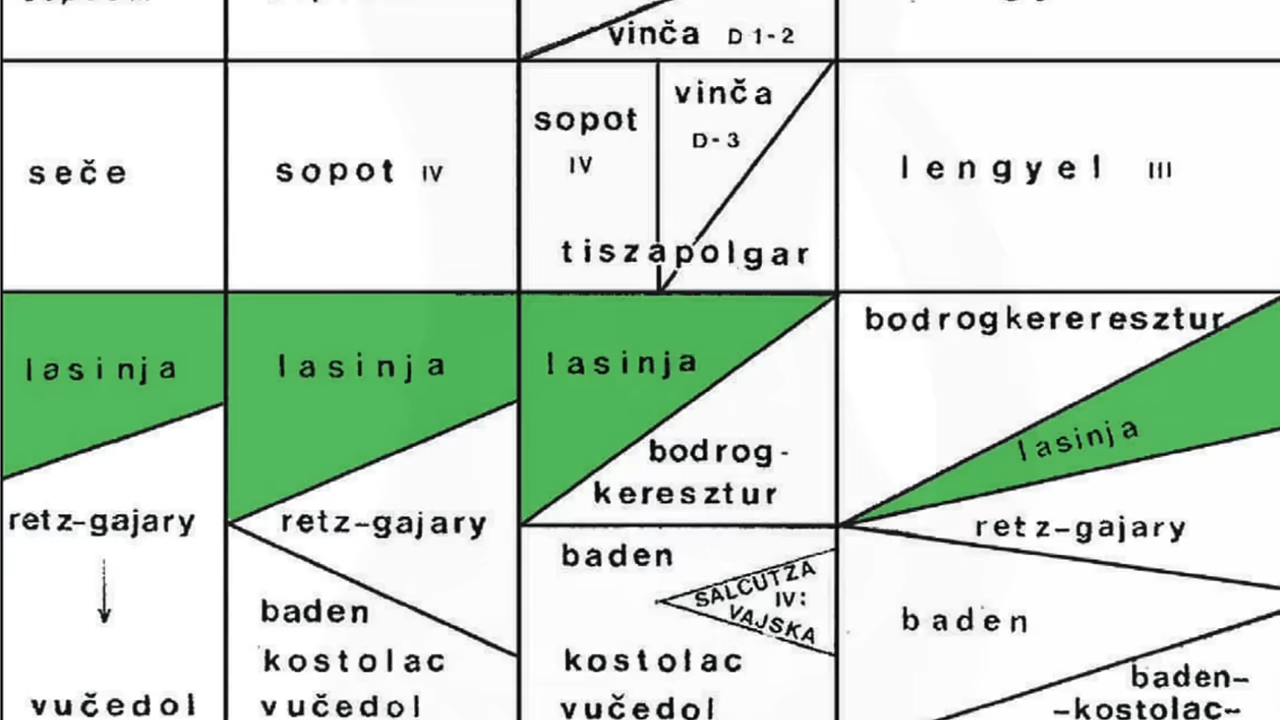 vinča D 1-2
seče
sopot IV
sopot
IV
vinča
D-3
tiszapolgar
lengyel III
lasinja
lasinja
lasinja
bodrogkereresztur
lasinja
bodrog-
keresztur
retz-gajary
retz-gajary
retz-gajary
baden
SALCUTZA
IV:
VAJSKA
baden
kostolac
vučedol
kostolac
vučedol
baden
baden-
-kostolac-
vučedol